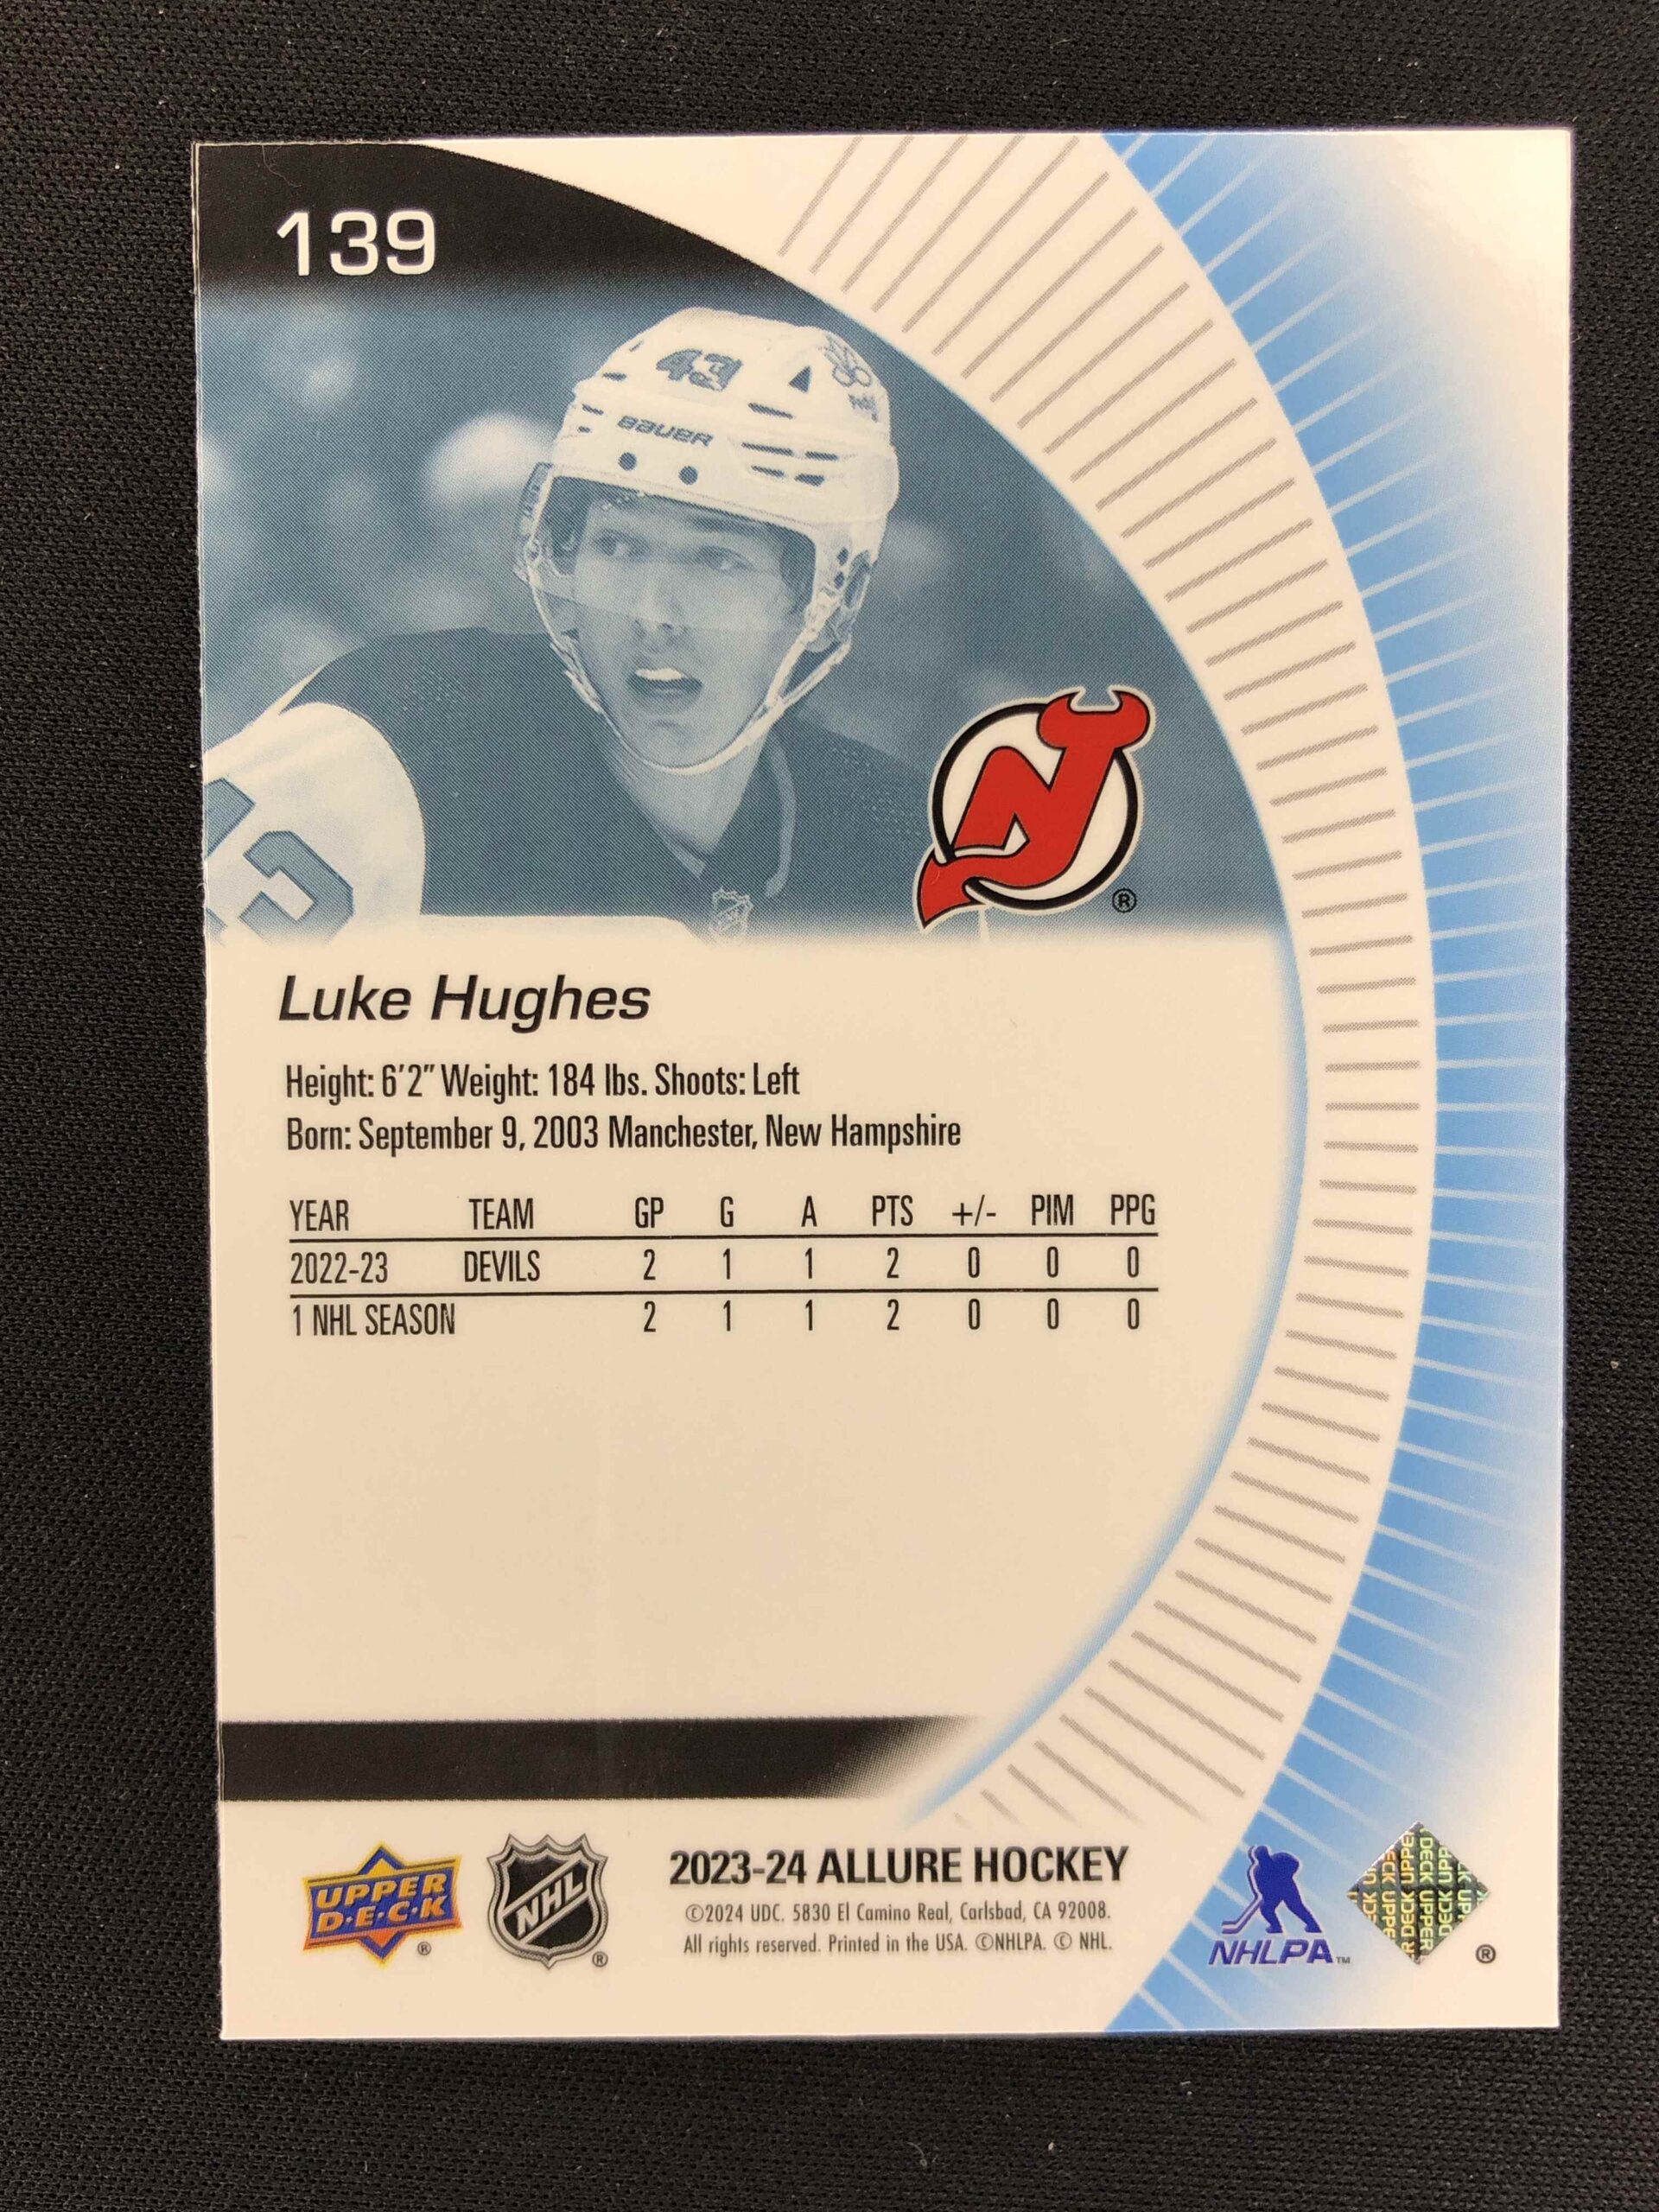 139
43
BAUER
Luke Hughes
Height: 6'2" Weight: 184 lbs. Shoots: Left
Born: September 9, 2003 Manchester, New Hampshire
YEAR TEAM GP G A PTS +/- PIM PPG
2022-23 DEVILS 2 1 1 2 0 0 0
1 NHL SEASON 2 1 1 2 0 0 0
UPPER
D·E·C·K
®
NHL
®
2023-24 ALLURE HOCKEY
©2024 UDC. 5830 El Camino Real, Carlsbad, CA 92008.
All rights reserved. Printed in the USA. ©NHLPA. © NHL.
NHLPA™
DECK UPPER
®